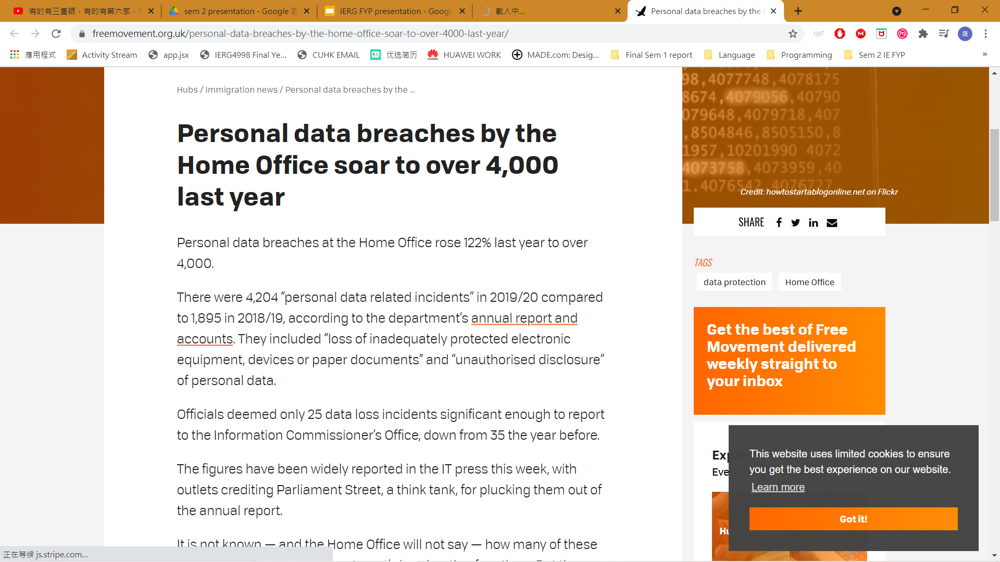 有的有三隻眼，有的有第六感，
sem 2 presentation - Google 雲
IERG FYP presentation - Google
載入中...
Personal data breaches by the
freemovement.org.uk/personal-data-breaches-by-the-home-office-soar-to-over-4000-last-year/
晟
應用程式
Activity Stream
app.jsx
IERG4998 Final Ye...
CUHK EMAIL
优选简历
HUAWEI WORK
MADE.com: Desig...
Final Sem 1 report
Language
Programming
Sem 2 IE FYP
»
Hubs / Immigration news / Personal data breaches by the ...
Personal data breaches by the
Home Office soar to over 4,000
last year
Personal data breaches at the Home Office rose 122% last year to over
4,000.
There were 4,204 “personal data related incidents” in 2019/20 compared
to 1,895 in 2018/19, according to the department’s annual report and
accounts. They included “loss of inadequately protected electronic
equipment, devices or paper documents” and “unauthorised disclosure”
of personal data.
Officials deemed only 25 data loss incidents significant enough to report
to the Information Commissioner’s Office, down from 35 the year before.
The figures have been widely reported in the IT press this week, with
outlets crediting Parliament Street, a think tank, for plucking them out of
the annual report.
It is not known — and the Home Office will not say — how many of these
98,4077748,4078175
8674,4079056,40790
079648,4079718,407
,8504846,8505150,8
1957,10201990 4072
4073758,4073959,40
1.4076542,4076727,
Credit: howtostartablogonline.net on Flickr
SHARE
TAGS
data protection
Home Office
Get the best of Free
Movement delivered
weekly straight to
your inbox
This website uses limited cookies to ensure
you get the best experience on our website.
Learn more
Got it!
正在等候 js.stripe.com...